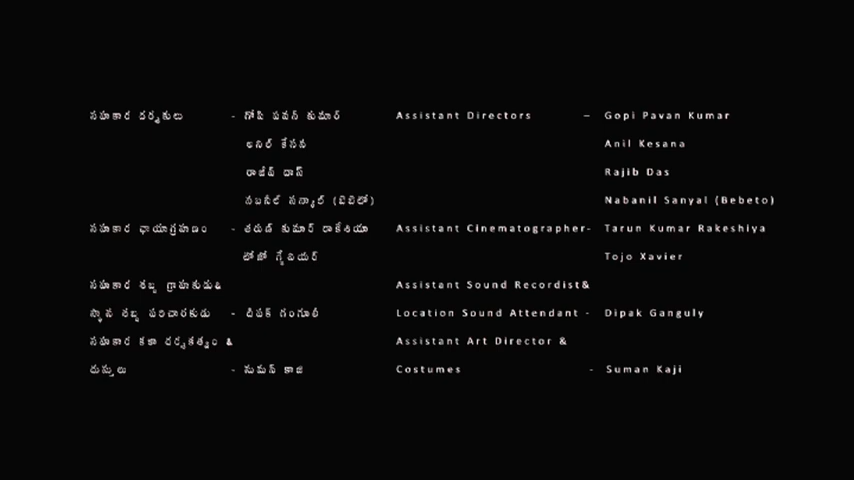 సహకార దర్శకులు - గోపి పవన్ కుమార్ Assistant Directors – Gopi Pavan Kumar
అనిల్ కేసన Anil Kesana
రాజీబ్ దాస్ Rajib Das
నబనీల్ సన్యాల్ (బెబెటో) Nabanil Sanyal (Bebeto)
సహకార ఛాయాగ్రహణం - తరుణ్ కుమార్ రాకేశియా Assistant Cinematographer- Tarun Kumar Rakeshiya
టోజో గ్జేవియర్ Tojo Xavier
సహకార శబ్ద గ్రాహకుడు& Assistant Sound Recordist&
స్థాన శబ్ద పరిచారకుడు - దీపక్ గంగూలీ Location Sound Attendant - Dipak Ganguly
సహకార కళా దర్శకత్వం & Assistant Art Director &
దుస్తులు - సుమన్ కాజి Costumes - Suman Kaji